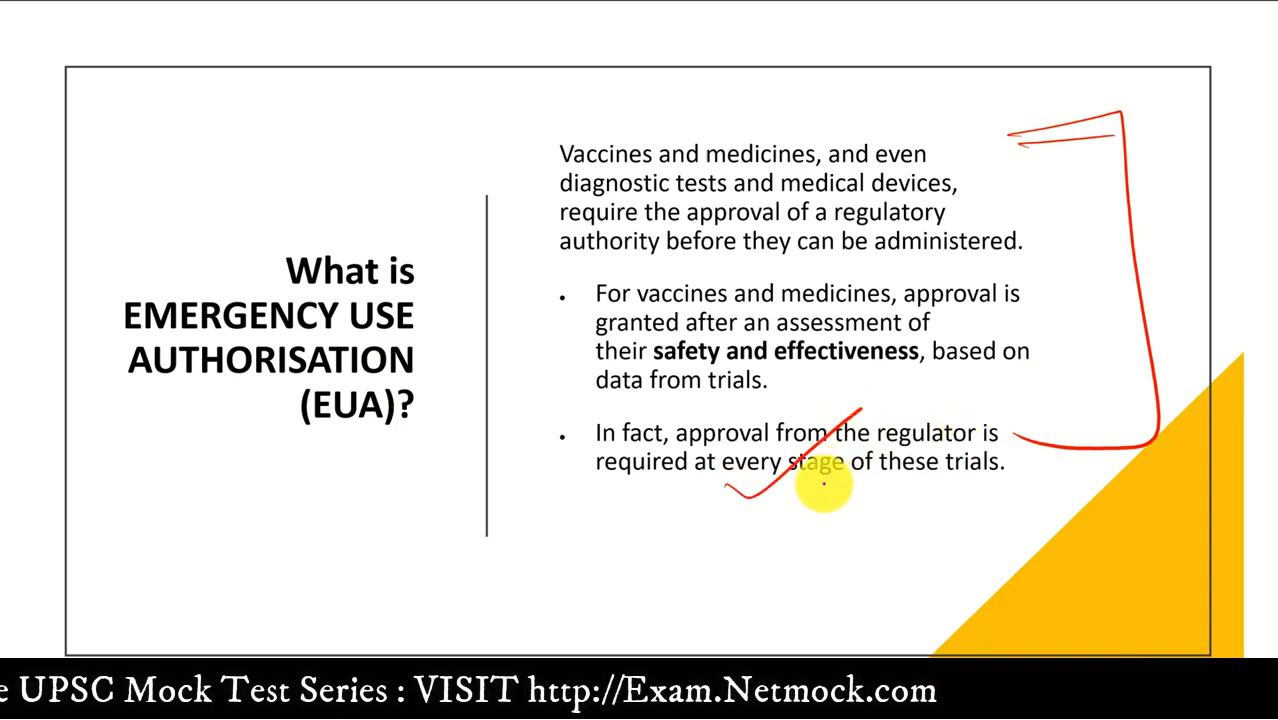 What is
EMERGENCY USE
AUTHORISATION
(EUA)?
Vaccines and medicines, and even
diagnostic tests and medical devices,
require the approval of a regulatory
authority before they can be administered.
• For vaccines and medicines, approval is
granted after an assessment of
their safety and effectiveness, based on
data from trials.
• In fact, approval from the regulator is
required at every stage of these trials.
e UPSC Mock Test Series : VISIT http://Exam.Netmock.com